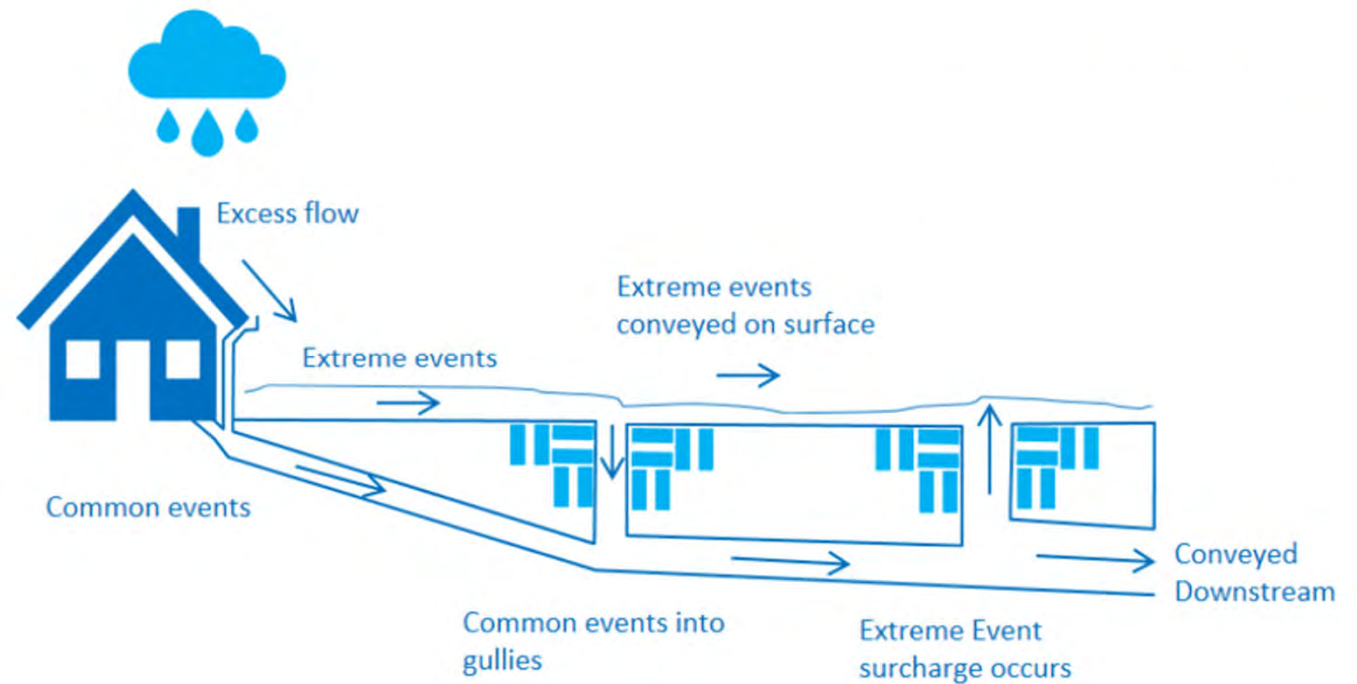 Excess flow
Extreme events
conveyed on surface
Extreme events
Common events
Conveyed
Downstream
Common events into
gullies
Extreme Event
surcharge occurs